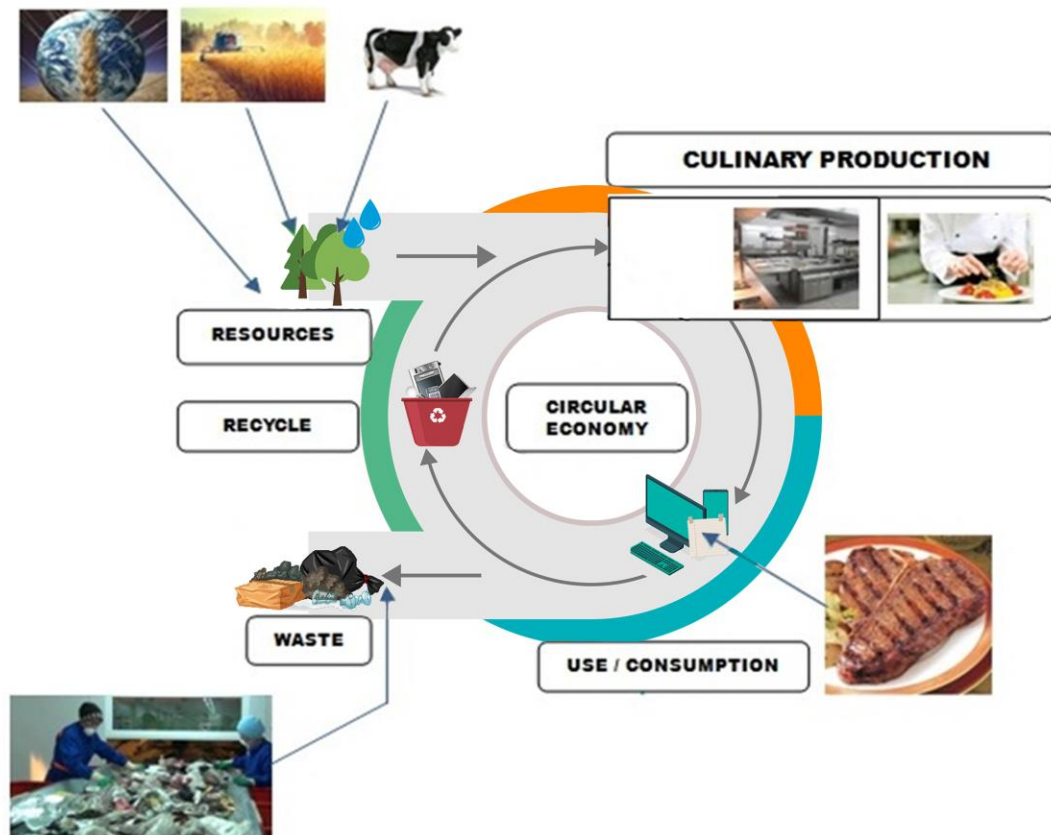 CULINARY PRODUCTION
RESOURCES
RECYCLE
CIRCULAR
ECONOMY
WASTE
USE / CONSUMPTION